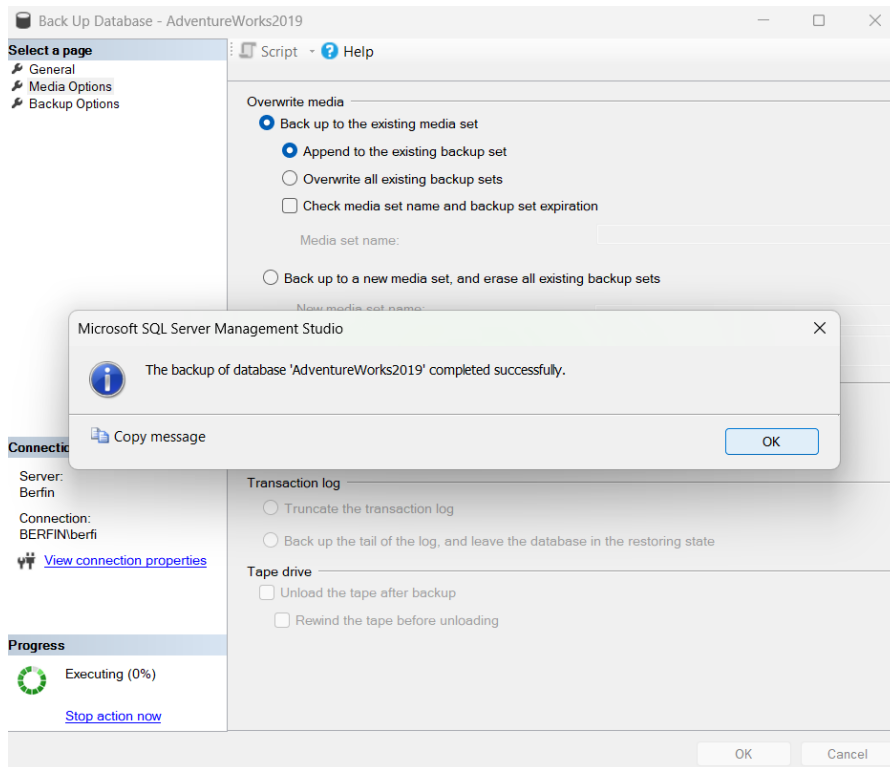 Back Up Database - AdventureWorks2019
Select a page
General
Media Options
Backup Options
Script
Help
Overwrite media
Back up to the existing media set
Append to the existing backup set
Overwrite all existing backup sets
Check media set name and backup set expiration
Media set name:
Back up to a new media set, and erase all existing backup sets
New media set name:
Microsoft SQL Server Management Studio
The backup of database 'AdventureWorks2019' completed successfully.
Copy message
OK
Connectio
Server:
Berfin
Connection:
BERFIN\berfi
View connection properties
Transaction log
Truncate the transaction log
Back up the tail of the log, and leave the database in the restoring state
Tape drive
Unload the tape after backup
Rewind the tape before unloading
Progress
Executing (0%)
Stop action now
OK
Cancel